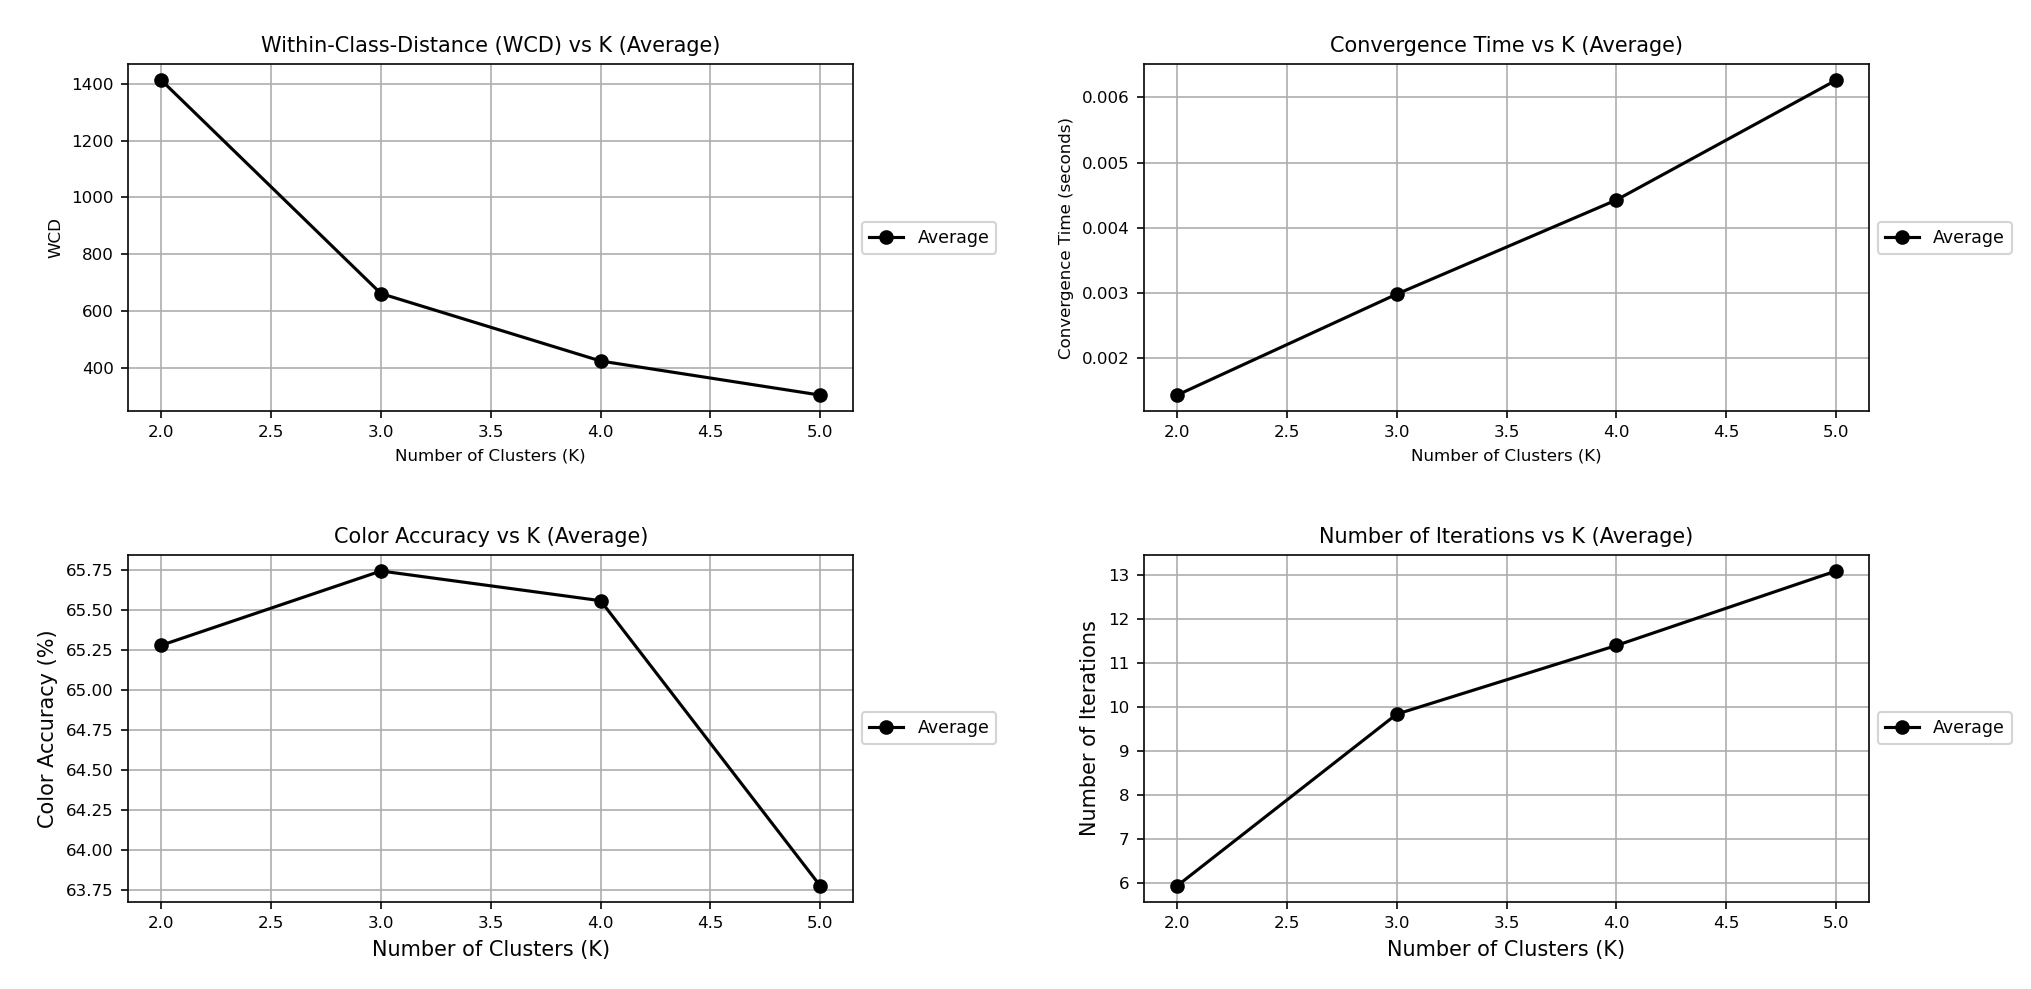 Within-Class-Distance (WCD) vs K (Average)
WCD
1400
1200
1000
800
600
400
2.0 2.5 3.0 3.5 4.0 4.5 5.0
Number of Clusters (K)
Average
Convergence Time vs K (Average)
Convergence Time (seconds)
0.006
0.005
0.004
0.003
0.002
2.0 2.5 3.0 3.5 4.0 4.5 5.0
Number of Clusters (K)
Average
Color Accuracy vs K (Average)
Color Accuracy (%)
65.75
65.50
65.25
65.00
64.75
64.50
64.25
64.00
63.75
2.0 2.5 3.0 3.5 4.0 4.5 5.0
Number of Clusters (K)
Average
Number of Iterations vs K (Average)
Number of Iterations
13
12
11
10
9
8
7
6
2.0 2.5 3.0 3.5 4.0 4.5 5.0
Number of Clusters (K)
Average